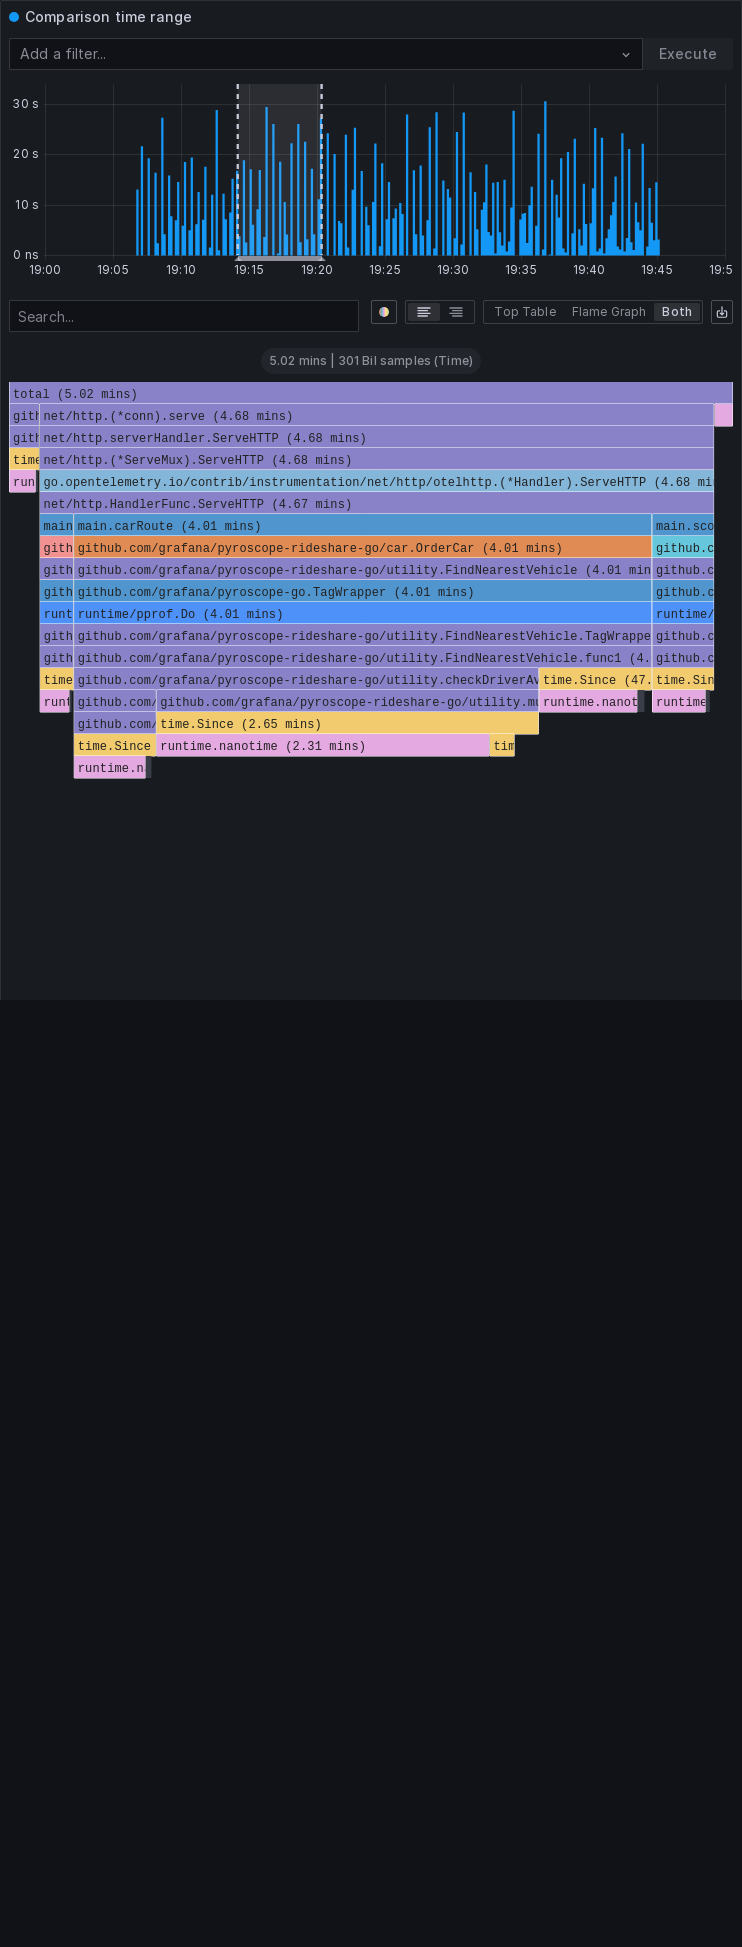 Comparison time range
Add a filter... Execute
30 s
20 s
10 s
0 ns
19:00 19:05 19:10 19:15 19:20 19:25 19:30 19:35 19:40 19:45 19:5
Search... Top Table Flame Graph Both
5.02 mins | 301 Bil samples (Time)
total (5.02 mins)
gith net/http.(*conn).serve (4.68 mins)
gith net/http.serverHandler.ServeHTTP (4.68 mins)
time net/http.(*ServeMux).ServeHTTP (4.68 mins)
run go.opentelemetry.io/contrib/instrumentation/net/http/otelhttp.(*Handler).ServeHTTP (4.68 mi
net/http.HandlerFunc.ServeHTTP (4.67 mins)
main main.carRoute (4.01 mins) main.sco
gith github.com/grafana/pyroscope-rideshare-go/car.OrderCar (4.01 mins) github.c
gith github.com/grafana/pyroscope-rideshare-go/utility.FindNearestVehicle (4.01 min github.c
gith github.com/grafana/pyroscope-go.TagWrapper (4.01 mins) github.c
runt runtime/pprof.Do (4.01 mins) runtime/
gith github.com/grafana/pyroscope-rideshare-go/utility.FindNearestVehicle.TagWrappe github.c
gith github.com/grafana/pyroscope-rideshare-go/utility.FindNearestVehicle.func1 (4. github.c
time github.com/grafana/pyroscope-rideshare-go/utility.checkDriverAv time.Since (47. time.Sin
runt github.com/ github.com/grafana/pyroscope-rideshare-go/utility.mu runtime.nanot runtime
github.com/ time.Since (2.65 mins)
time.Since runtime.nanotime (2.31 mins) tim
runtime.n